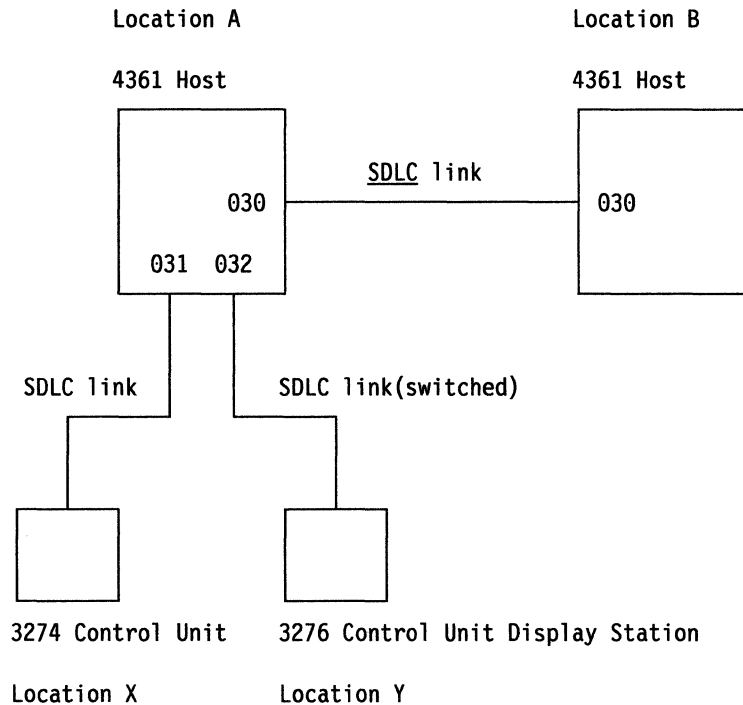 Location A Location B
4361 Host 4361 Host
SDLC link
030 030
031 032
SDLC link SDLC link(switched)
3274 Control Unit 3276 Control Unit Display Station
Location X Location Y